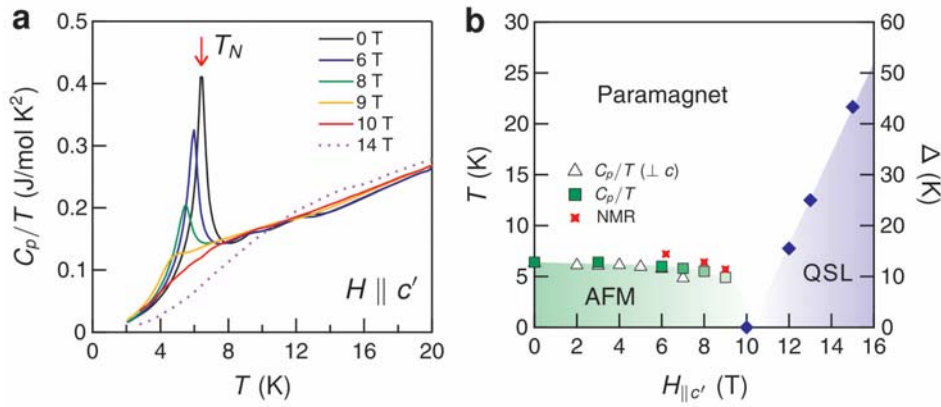 a
0.5
0.4
0.3
0.2
0.1
0
C_p/T (J/mol K²)
T_N
0 T
6 T
8 T
9 T
10 T
14 T
H || c′
0 4 8 12 16 20
T (K)
b
30
25
20
15
10
5
0
T (K)
Paramagnet
C_p/T (⊥ c)
C_p/T
NMR
AFM
QSL
60
50
40
30
20
10
0
Δ (K)
0 2 4 6 8 10 12 14 16
H_||c′ (T)